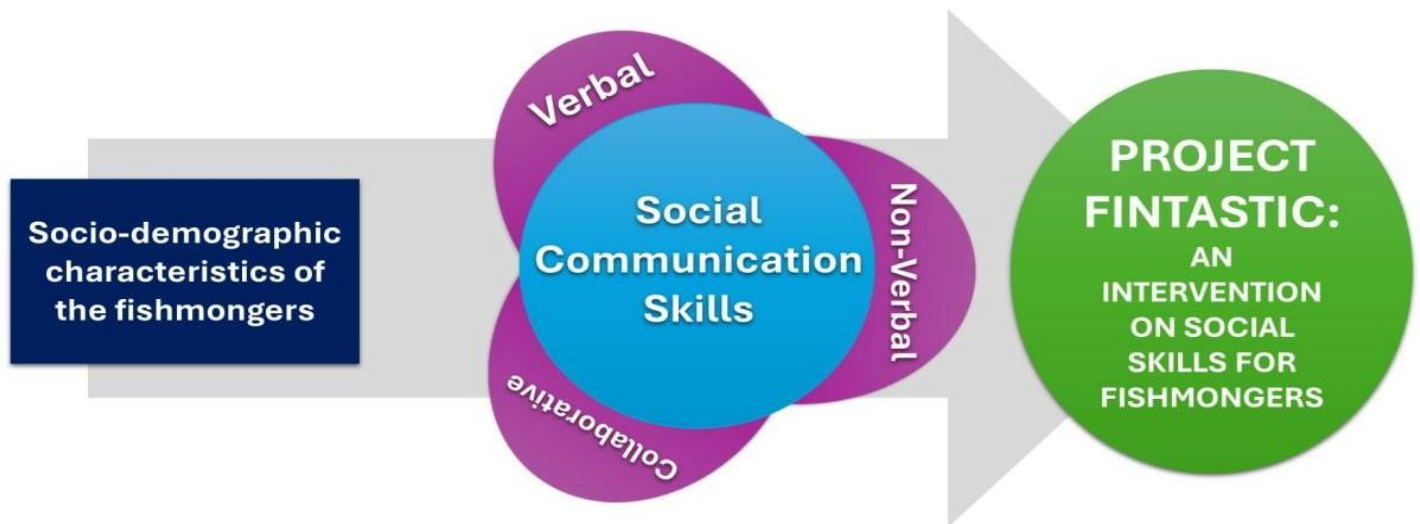 Socio-demographic
characteristics of
the fishmongers
Verbal
Social
Communication
Skills
Non-Verbal
Collaborative
PROJECT
FINTASTIC:
AN
INTERVENTION
ON SOCIAL
SKILLS FOR
FISHMONGERS